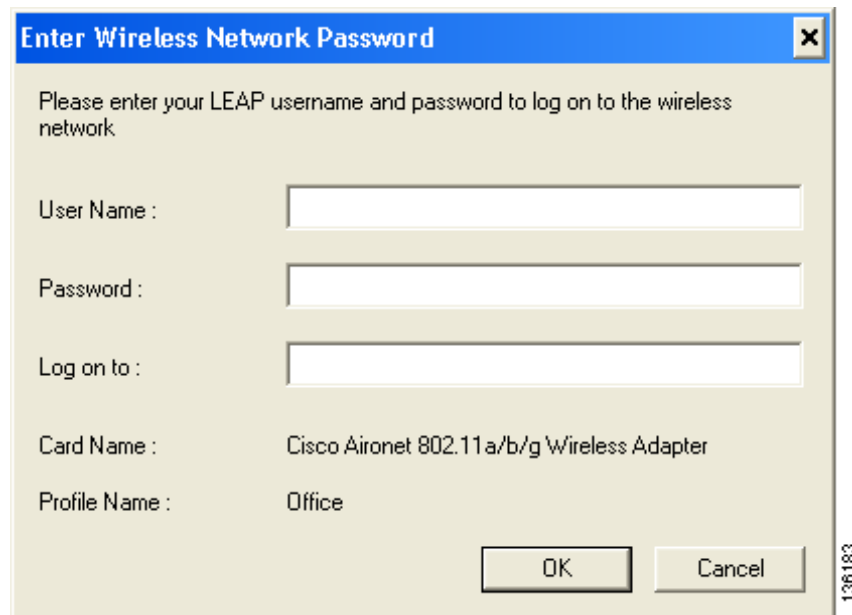 Enter Wireless Network Password
Please enter your LEAP username and password to log on to the wireless
network
User Name :
Password :
Log on to :
Card Name : Cisco Aironet 802.11a/b/g Wireless Adapter
Profile Name : Office
OK Cancel
136183